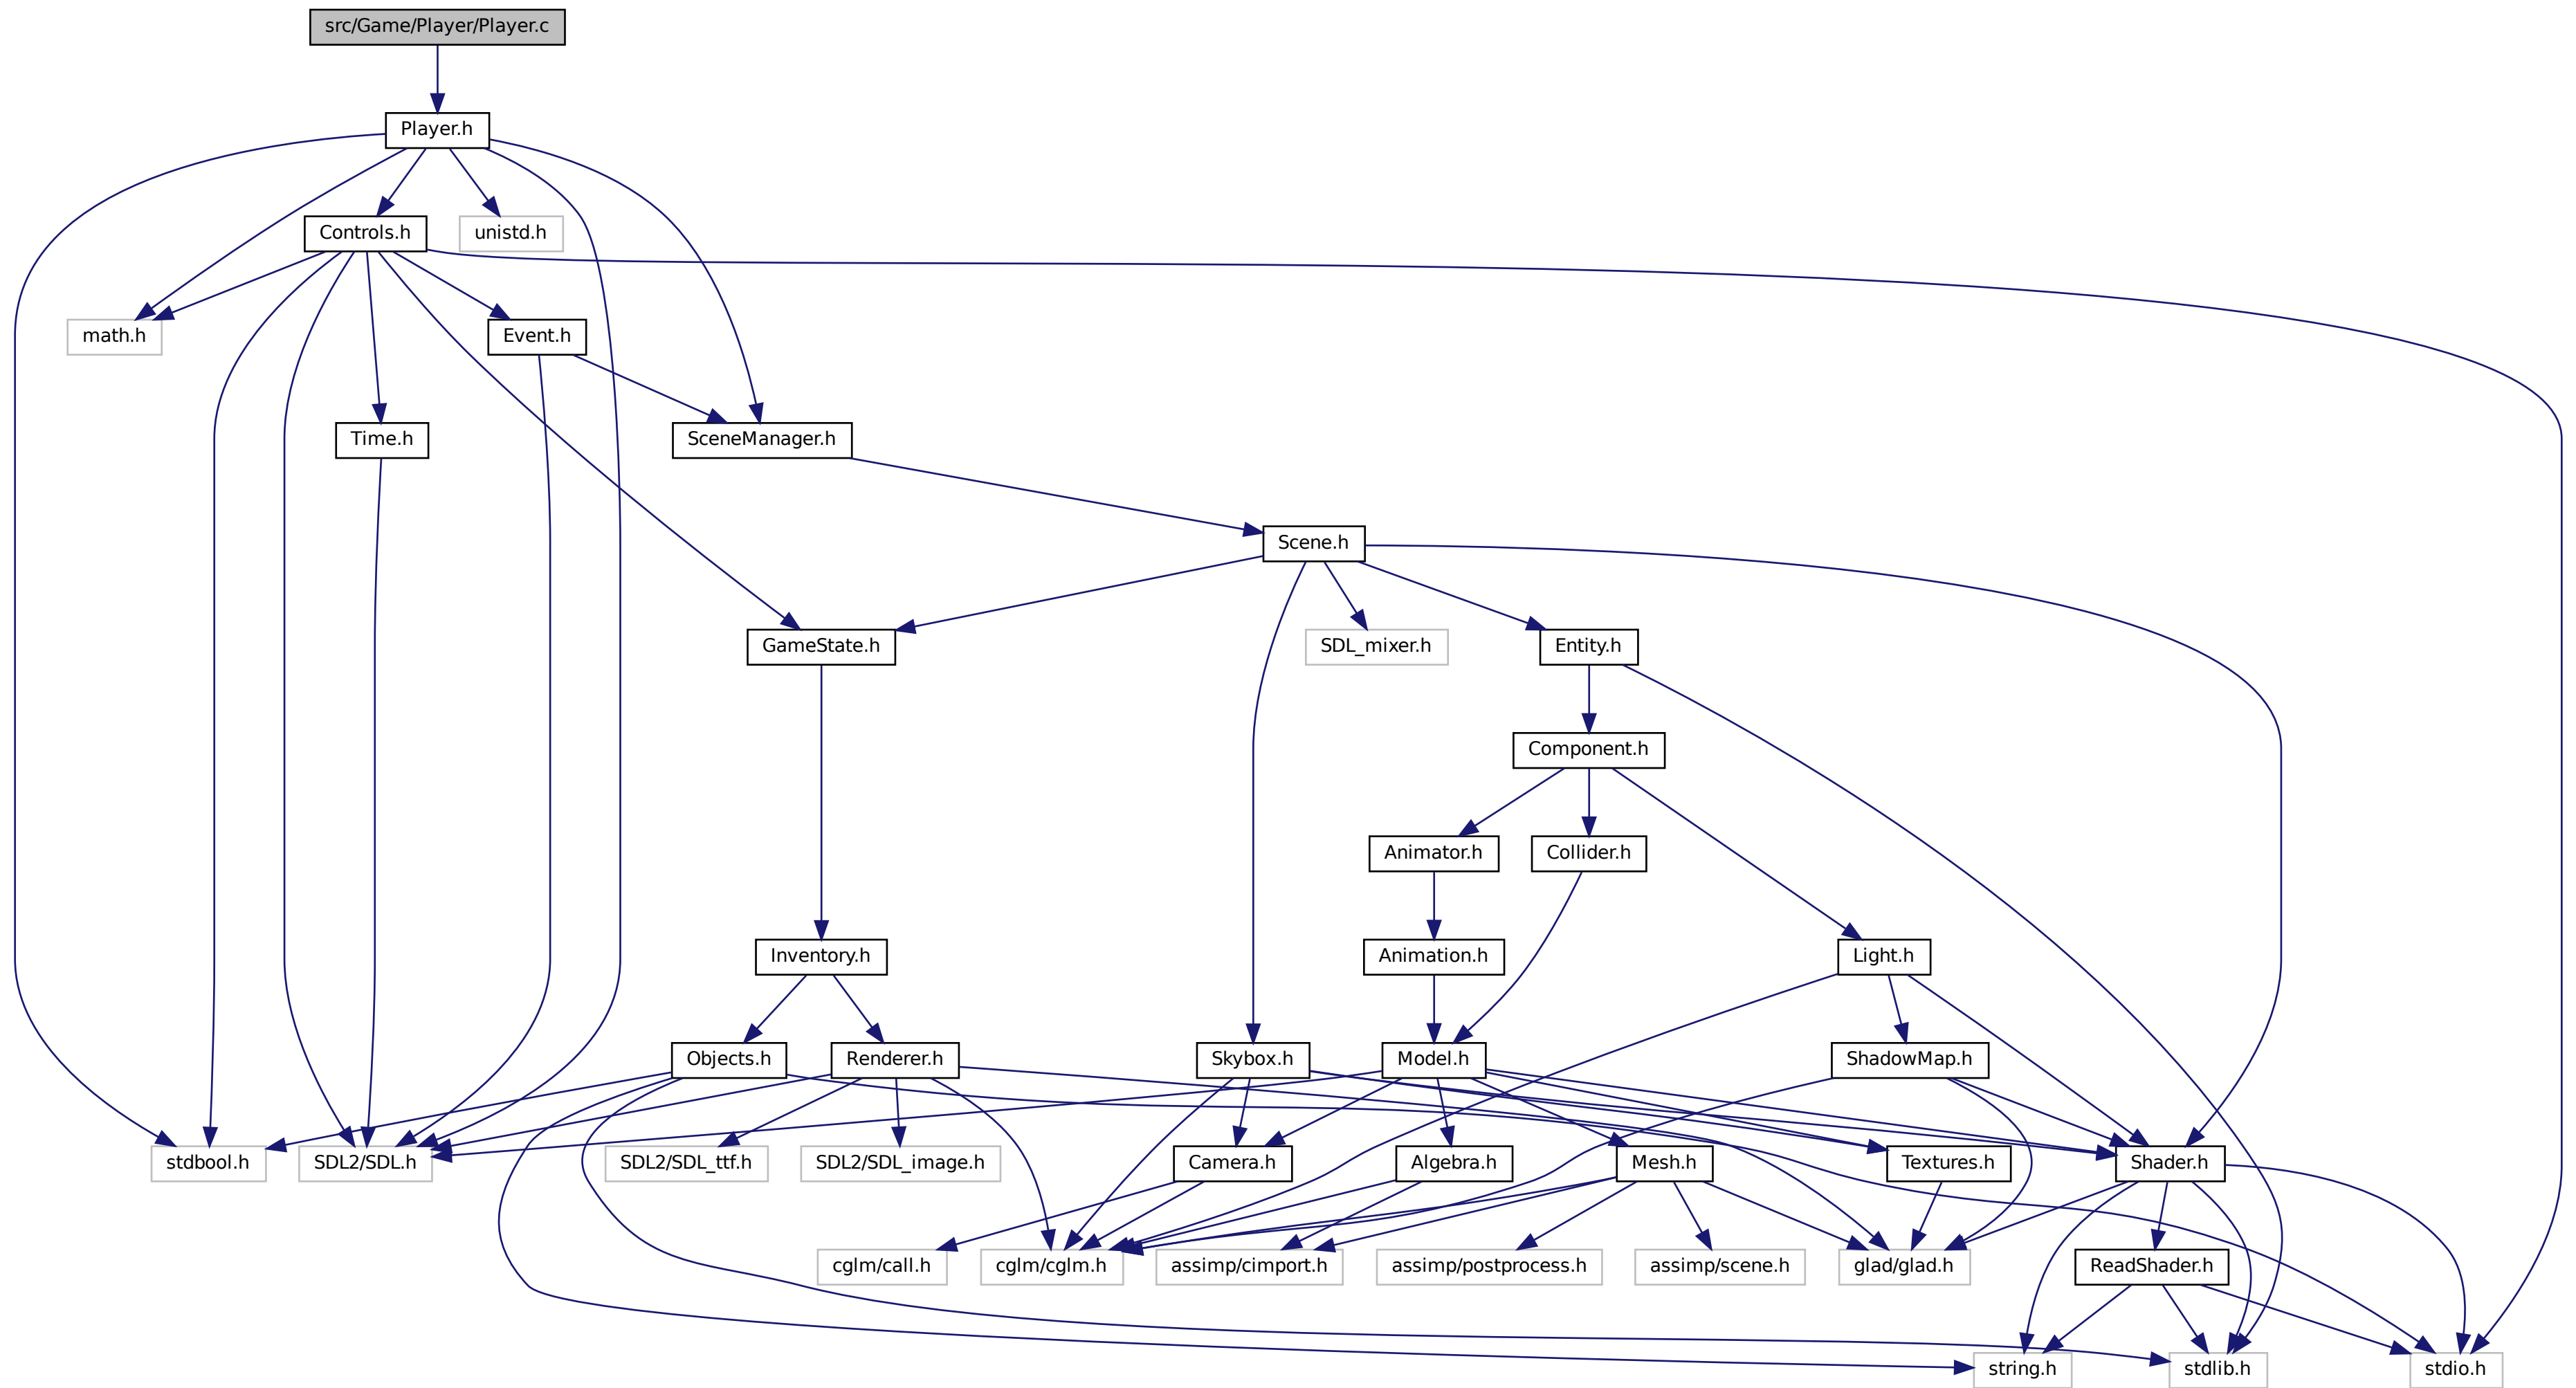 src/Game/Player/Player.c
Player.h
Controls.h
unistd.h
math.h
Event.h
Time.h
SceneManager.h
Scene.h
GameState.h
SDL_mixer.h
Entity.h
Component.h
Animator.h
Collider.h
Inventory.h
Animation.h
Light.h
Objects.h
Renderer.h
Skybox.h
Model.h
ShadowMap.h
stdbool.h
SDL2/SDL.h
SDL2/SDL_ttf.h
SDL2/SDL_image.h
Camera.h
Algebra.h
Mesh.h
Textures.h
Shader.h
cglm/call.h
cglm/cglm.h
assimp/cimport.h
assimp/postprocess.h
assimp/scene.h
glad/glad.h
ReadShader.h
string.h
stdlib.h
stdio.h